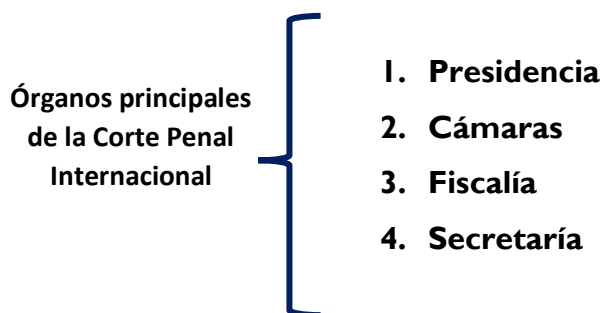 Órganos principales
de la Corte Penal
Internacional
1. Presidencia
2. Cámaras
3. Fiscalía
4. Secretaría